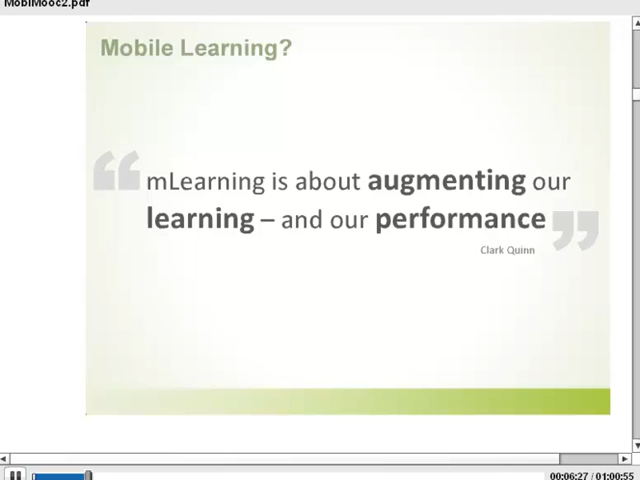 MobiMooc2.pdf
Mobile Learning?
“ mLearning is about augmenting our
learning – and our performance ”
Clark Quinn
00:06:27 / 01:00:55